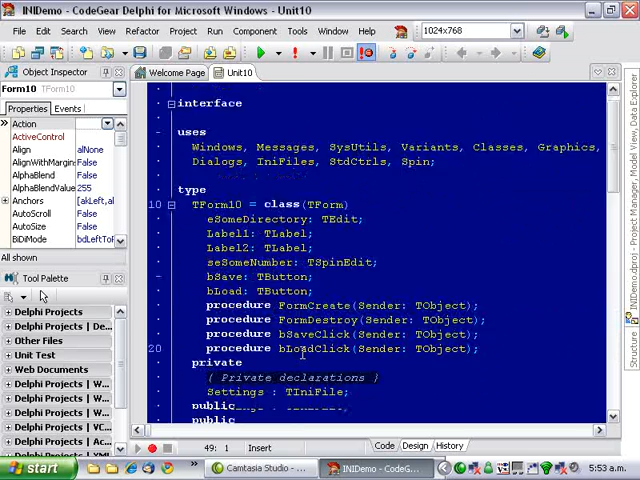 INIDemo - CodeGear Delphi for Microsoft Windows - Unit10
File Edit Search View Refactor Project Run Component Tools Window Help
1024x768
Object Inspector
Welcome Page
Unit10
Form10 TForm10
Properties Events
Action
ActiveControl
Align alNone
AlignWithMargin False
AlphaBlend False
AlphaBlendValue 255
Anchors [akLeft,al
AutoScroll False
AutoSize False
BiDiMode bdLeftTo
All shown
Tool Palette
Delphi Projects
Delphi Projects | De...
Other Files
Unit Test
Web Documents
Delphi Projects | W...
Delphi Projects | W...
Delphi Projects | W...
Delphi Projects | W...
Delphi Projects | VC...
Delphi Projects | Ac...
interface
uses
Windows, Messages, SysUtils, Variants, Classes, Graphics,
Dialogs, IniFiles, StdCtrls, Spin;
type
10 TForm10 = class(TForm)
eSomeDirectory: TEdit;
Label1: TLabel;
Label2: TLabel;
seSomeNumber: TSpinEdit;
bSave: TButton;
bLoad: TButton;
procedure FormCreate(Sender: TObject);
procedure FormDestroy(Sender: TObject);
procedure bSaveClick(Sender: TObject);
20 procedure bLoadClick(Sender: TObject);
private
{ Private declarations }
Settings : TIniFile;
public
public
49: 1 Insert
Code Design History
INIDemo.dproj - Project Manager, Model View, Data Explorer
Structure
start
Camtasia Studio - ...
INIDemo - CodeG...
5:53 a.m.